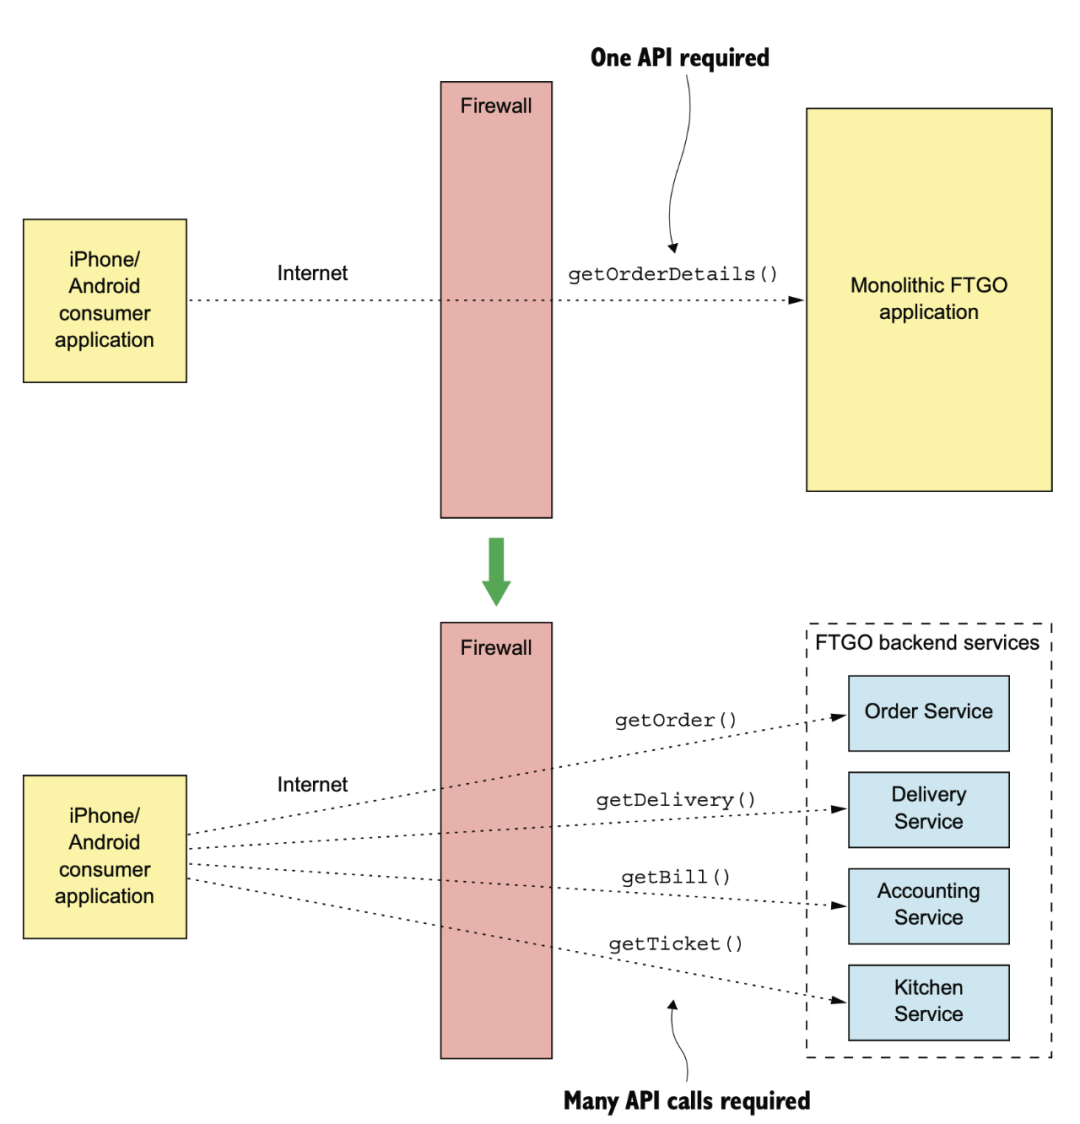 One API required
Firewall
iPhone/
Android
consumer
application
Internet
getOrderDetails()
Monolithic FTGO
application
Firewall
FTGO backend services
iPhone/
Android
consumer
application
Internet
getOrder()
Order Service
getDelivery()
Delivery
Service
getBill()
Accounting
Service
getTicket()
Kitchen
Service
Many API calls required